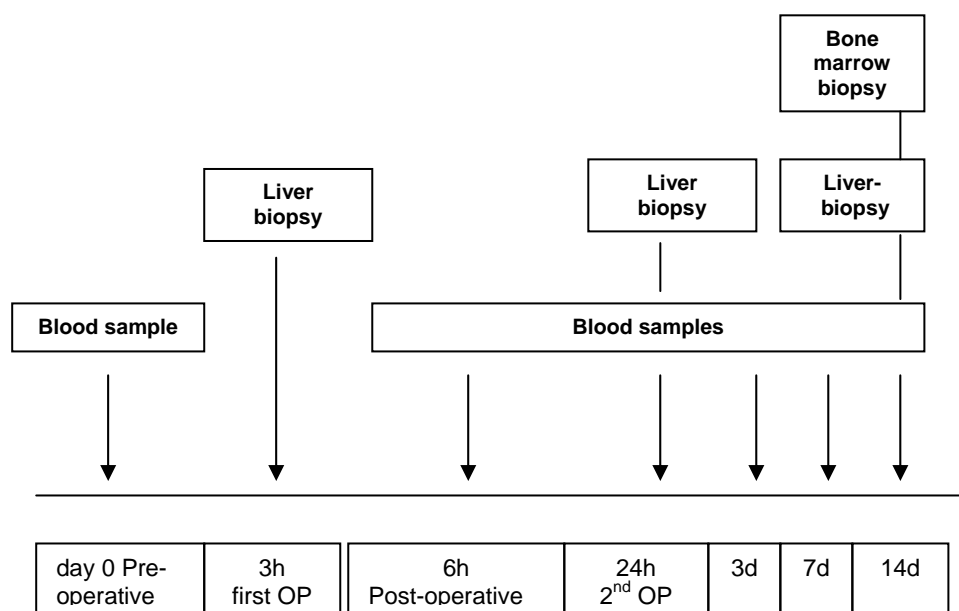 Bone
marrow
biopsy
Liver
biopsy
Liver
biopsy
Liver-
biopsy
Blood sample
Blood samples
day 0 Pre-
operative
3h
first OP
6h
Post-operative
24h
2nd OP
3d
7d
14d